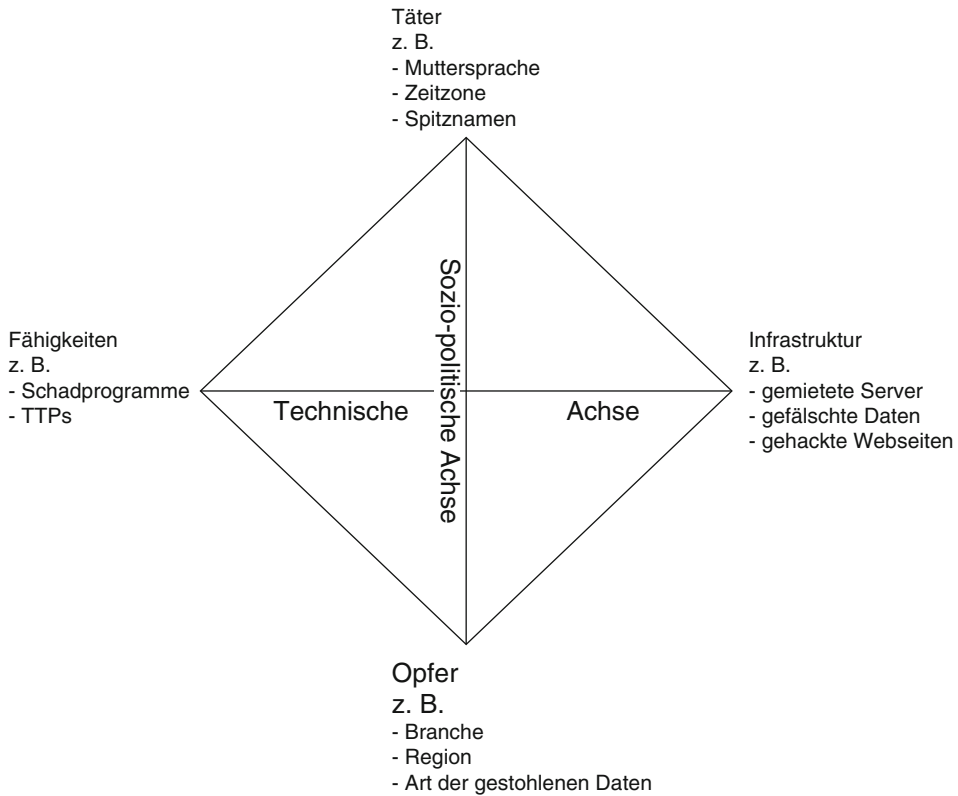 Täter
z. B.
- Muttersprache
- Zeitzone
- Spitznamen
Sozio-politische Achse
Fähigkeiten
z. B.
- Schadprogramme
- TTPs
Technische Achse
Infrastruktur
z. B.
- gemietete Server
- gefälschte Daten
- gehackte Webseiten
Opfer
z. B.
- Branche
- Region
- Art der gestohlenen Daten